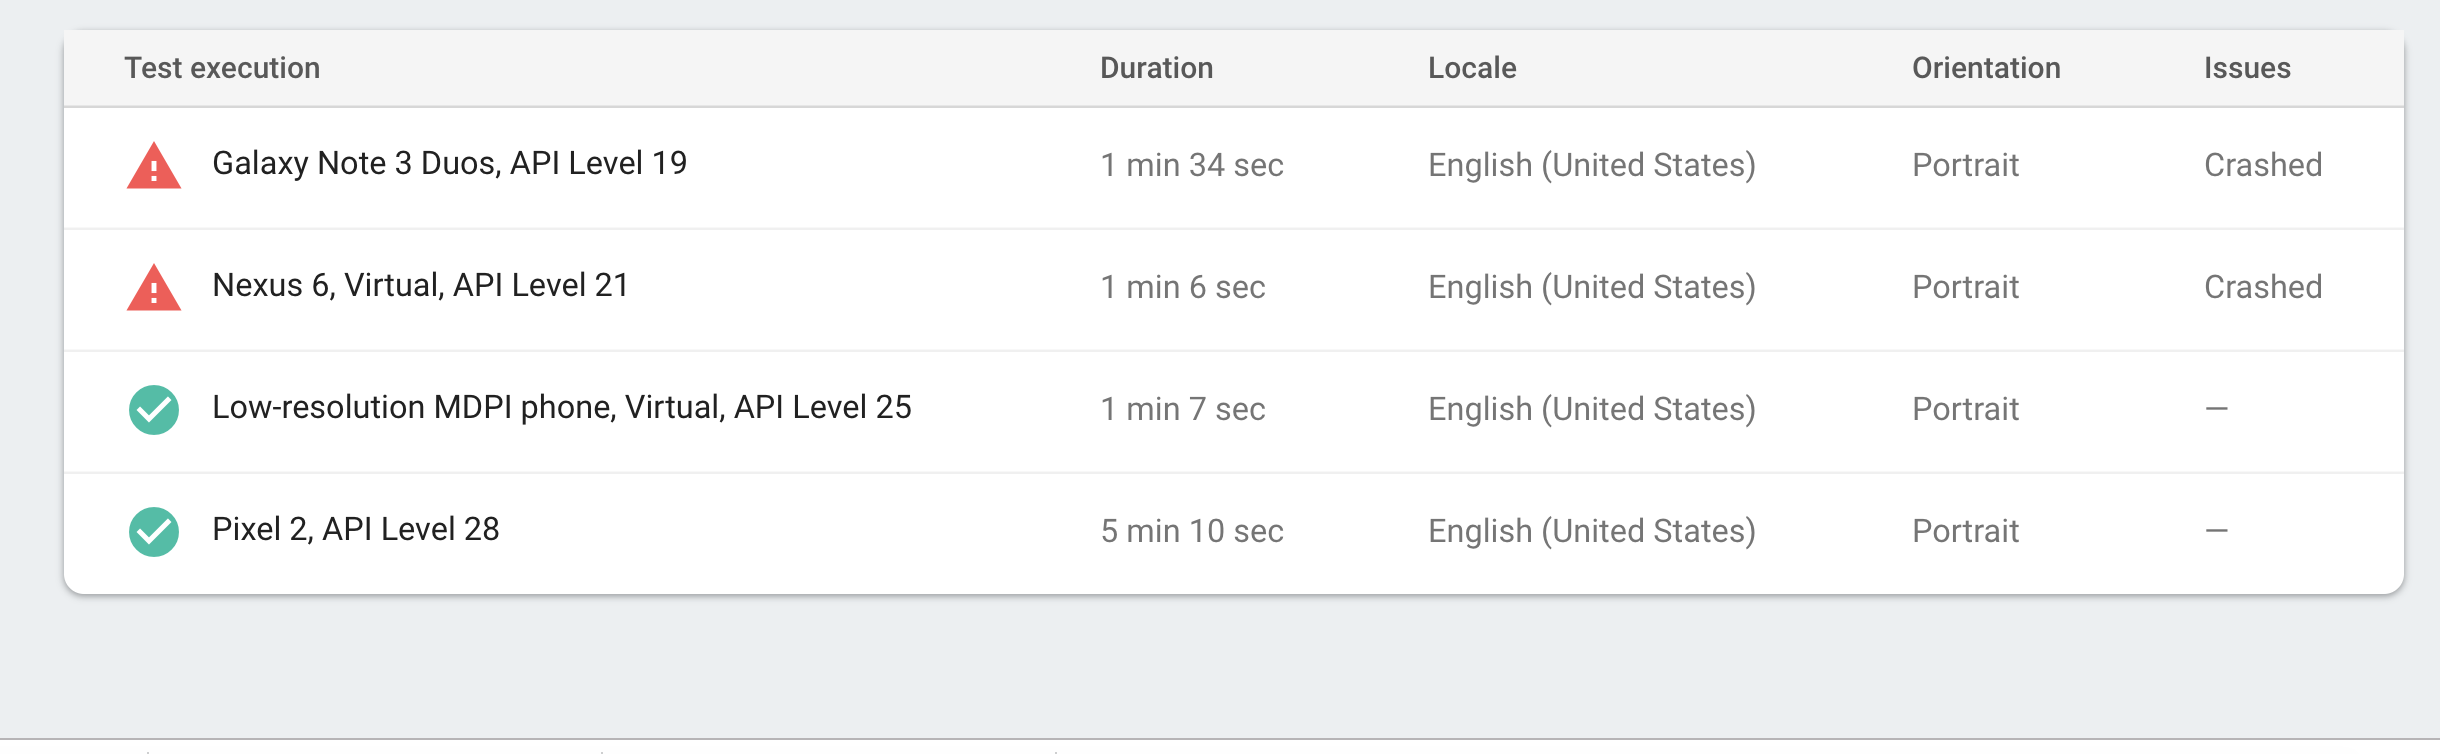 Test execution Duration Locale Orientation Issues
Galaxy Note 3 Duos, API Level 19 1 min 34 sec English (United States) Portrait Crashed
Nexus 6, Virtual, API Level 21 1 min 6 sec English (United States) Portrait Crashed
Low-resolution MDPI phone, Virtual, API Level 25 1 min 7 sec English (United States) Portrait —
Pixel 2, API Level 28 5 min 10 sec English (United States) Portrait —